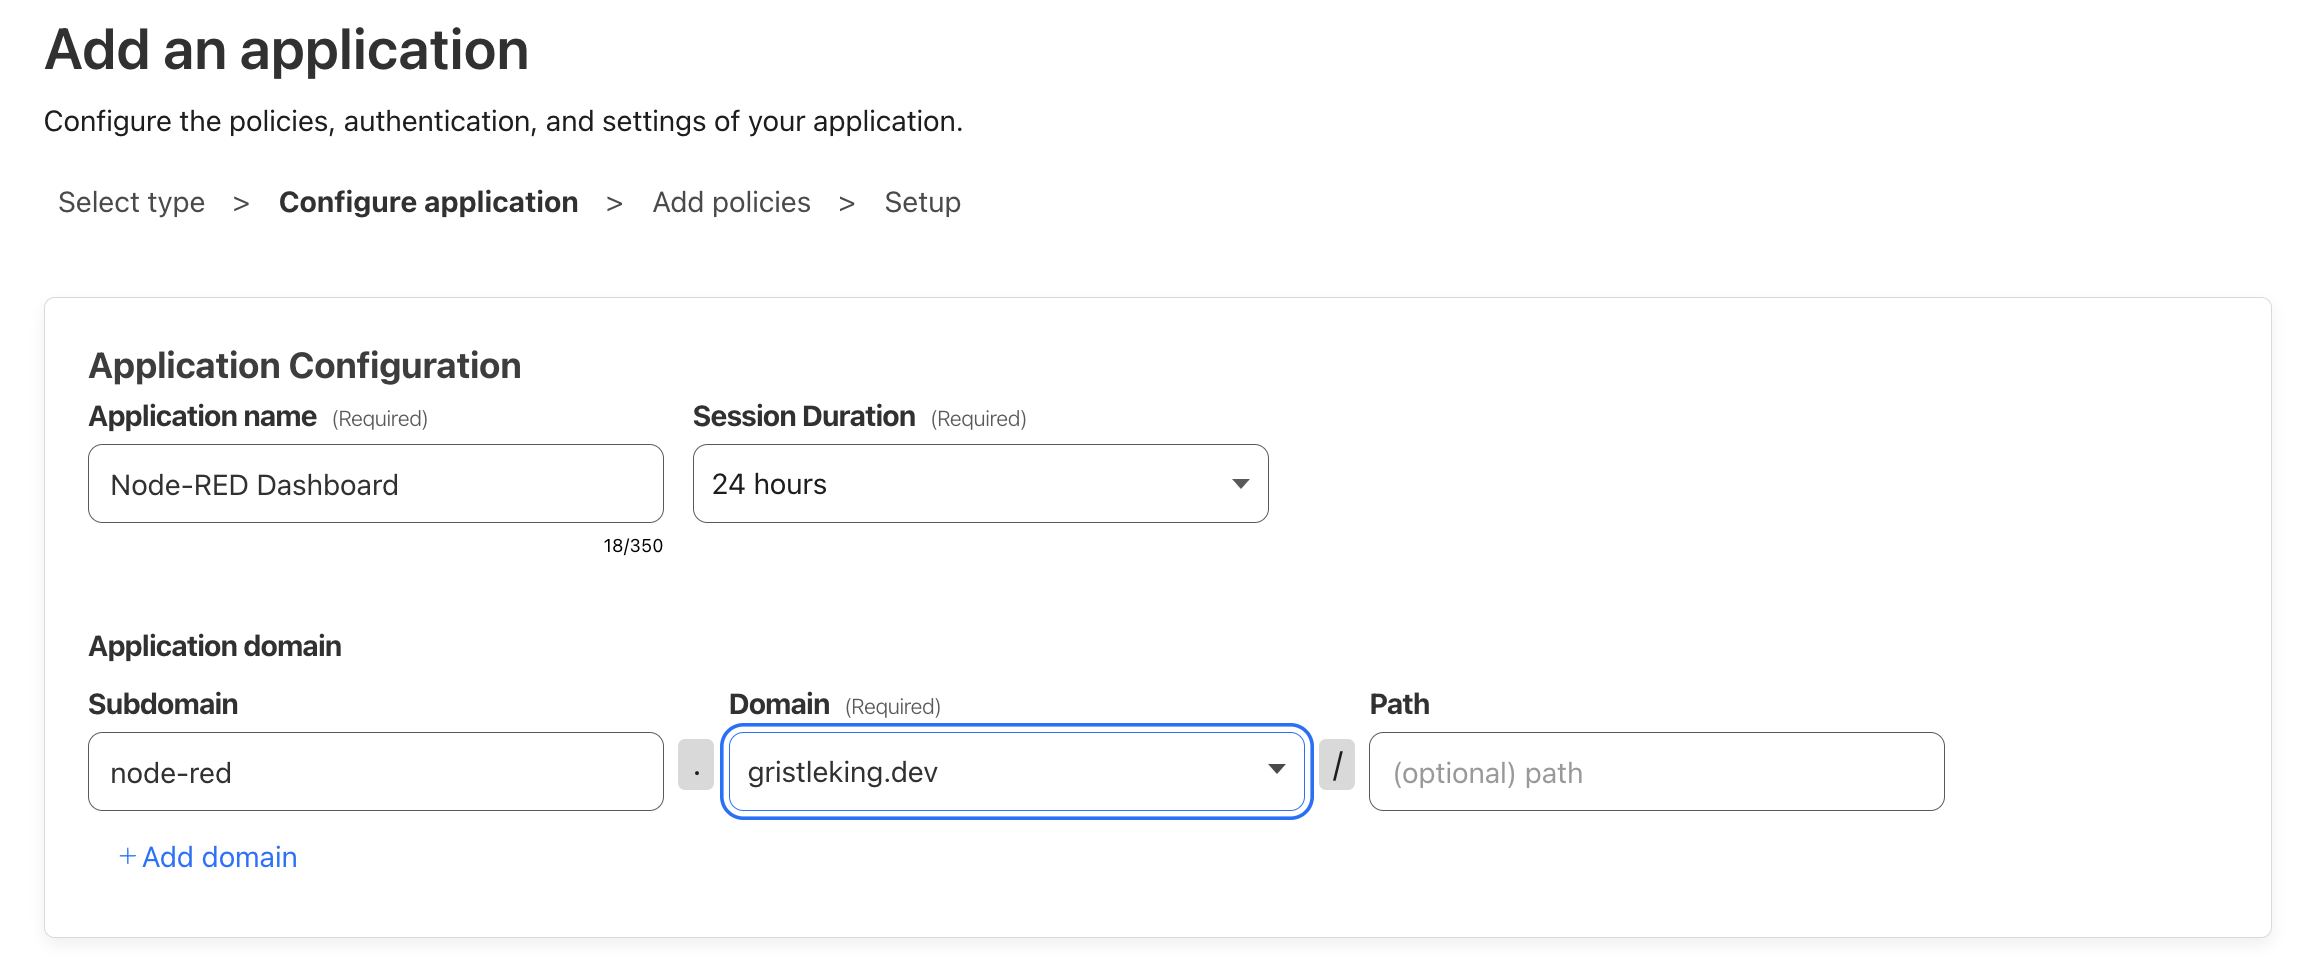 Add an application
Configure the policies, authentication, and settings of your application.
Select type > Configure application > Add policies > Setup
Application Configuration
Application name (Required) Session Duration (Required)
Node-RED Dashboard 24 hours
18/350
Application domain
Subdomain Domain (Required) Path
node-red . gristleking.dev / (optional) path
+ Add domain